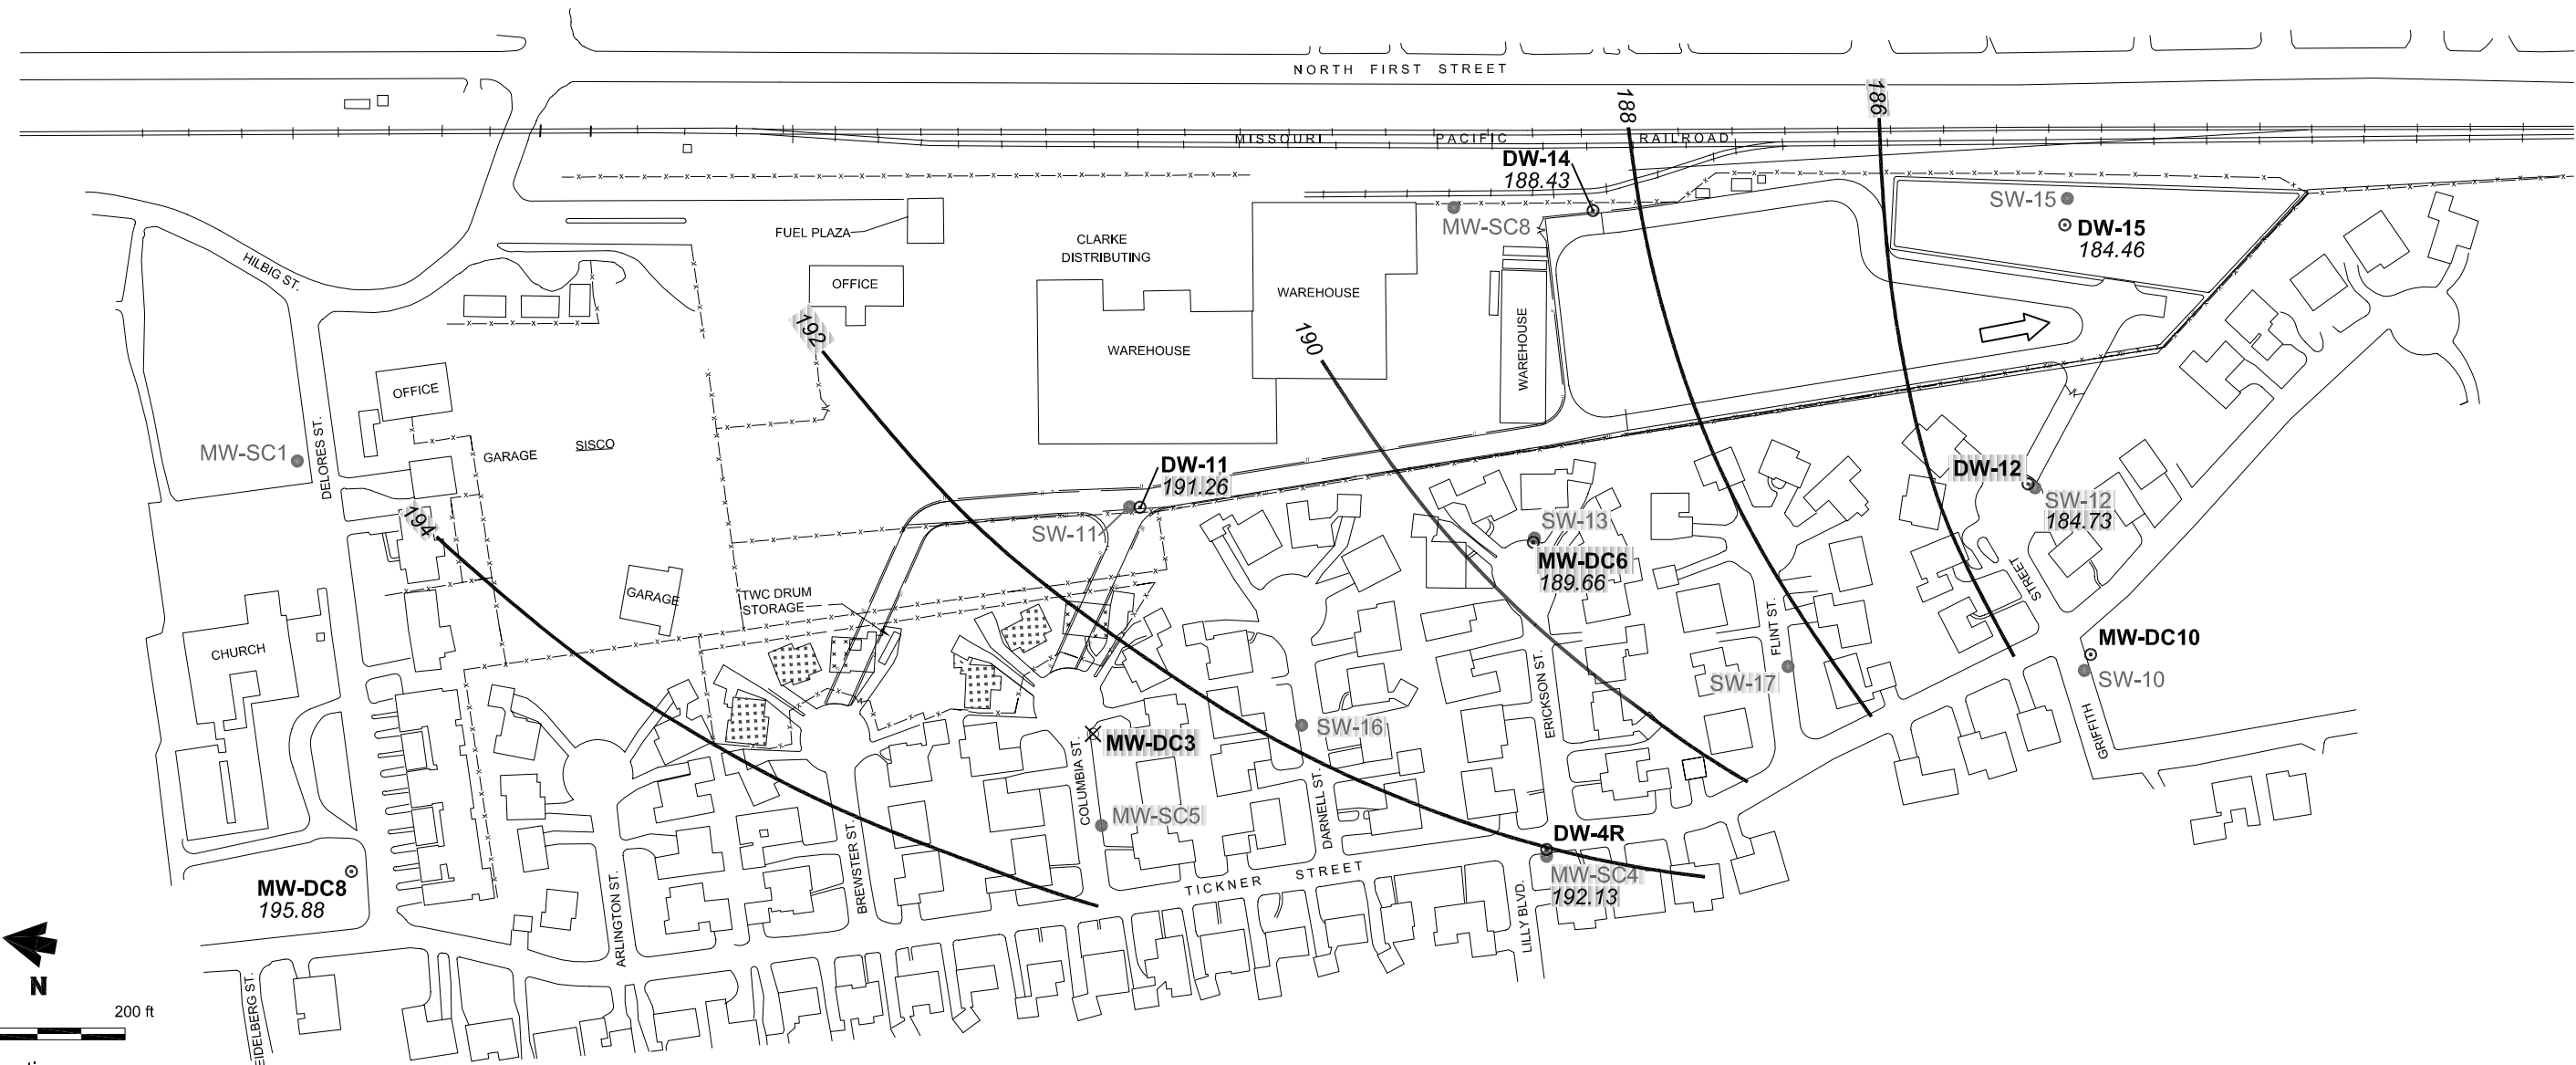 NORTH FIRST STREET
188
186
MISSOURI PACIFIC RAILROAD
DW-14
188.43
SW-15
MW-SC8
DW-15
184.46
FUEL PLAZA
CLARKE
DISTRIBUTING
HILBIG ST.
OFFICE
WAREHOUSE
192
190
WAREHOUSE
WAREHOUSE
OFFICE
DELORES ST.
MW-SC1
GARAGE
SISCO
DW-11
191.26
SW-11
DW-12
SW-12
184.73
194
SW-13
MW-DC6
189.66
GARAGE
TWC DRUM
STORAGE
STREET
FLINT ST.
CHURCH
MW-DC10
SW-10
SW-17
ERICKSON ST.
GRIFFITH
SW-16
MW-DC3
COLUMBIA ST.
DARNELL ST.
MW-SC5
BREWSTER ST.
DW-4R
MW-SC4
192.13
TICKNER STREET
MW-DC8
195.88
ARLINGTON ST.
LILLY BLVD.
N
EIDELBERG ST.
200 ft